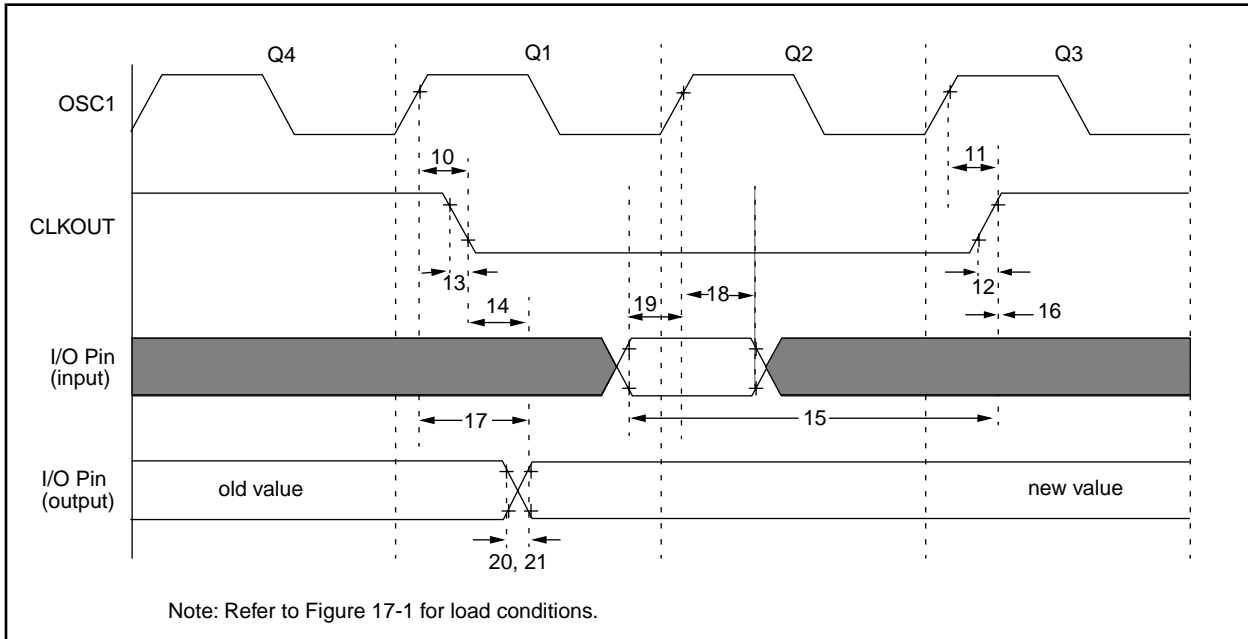 Q4 Q1 Q2 Q3
OSC1
10 11
CLKOUT
13 12
19 18
14 16
I/O Pin
(input)
17 15
I/O Pin
(output)
old value new value
20, 21
Note: Refer to Figure 17-1 for load conditions.